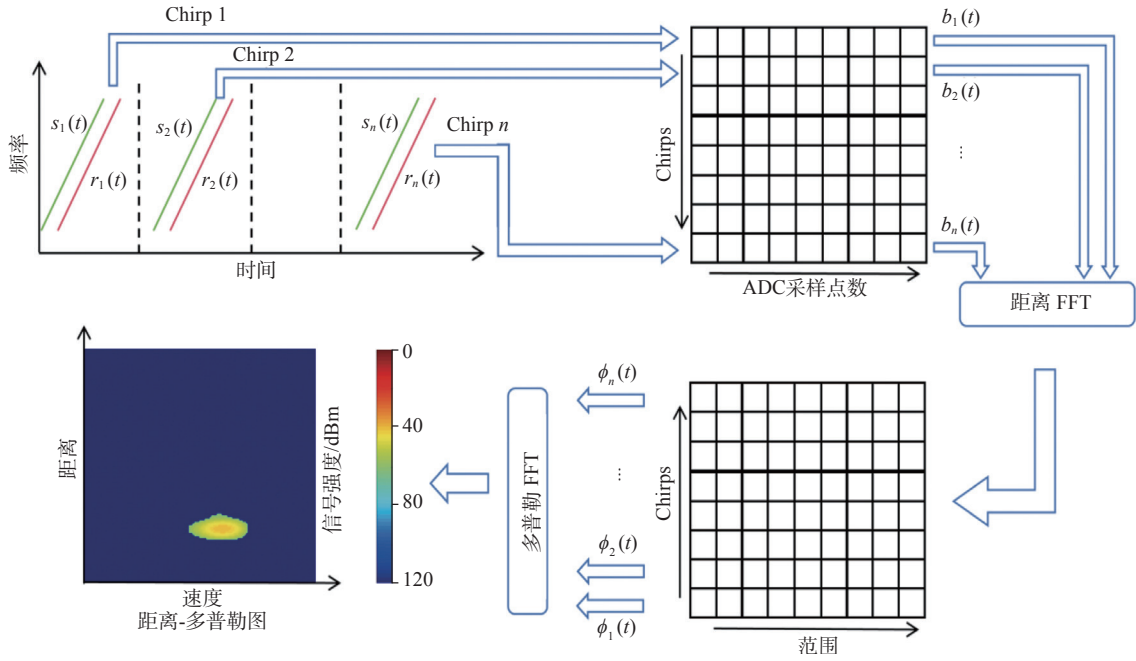 Chirp 1
Chirp 2
Chirp n
频率
s₁(t)
r₁(t)
s₂(t)
r₂(t)
sₙ(t)
rₙ(t)
时间
Chirps
ADC采样点数
b₁(t)
b₂(t)
...
bₙ(t)
距离 FFT
距离
速度
距离-多普勒图
信号强度/dBm
0
40
80
120
多普勒 FFT
ϕₙ(t)
...
ϕ₂(t)
ϕ₁(t)
Chirps
范围